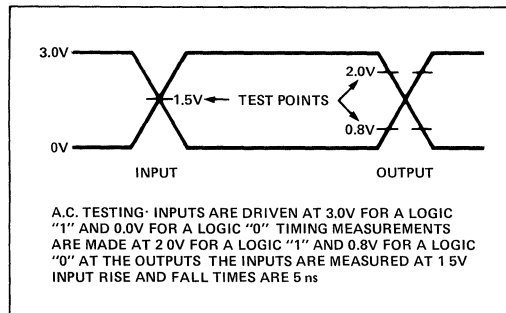 3.0V
2.0V
1.5V TEST POINTS
0.8V
0V
INPUT OUTPUT
A.C. TESTING· INPUTS ARE DRIVEN AT 3.0V FOR A LOGIC
"1" AND 0.0V FOR A LOGIC "0" TIMING MEASUREMENTS
ARE MADE AT 2 0V FOR A LOGIC "1" AND 0.8V FOR A LOGIC
"0" AT THE OUTPUTS THE INPUTS ARE MEASURED AT 1 5V
INPUT RISE AND FALL TIMES ARE 5 ns